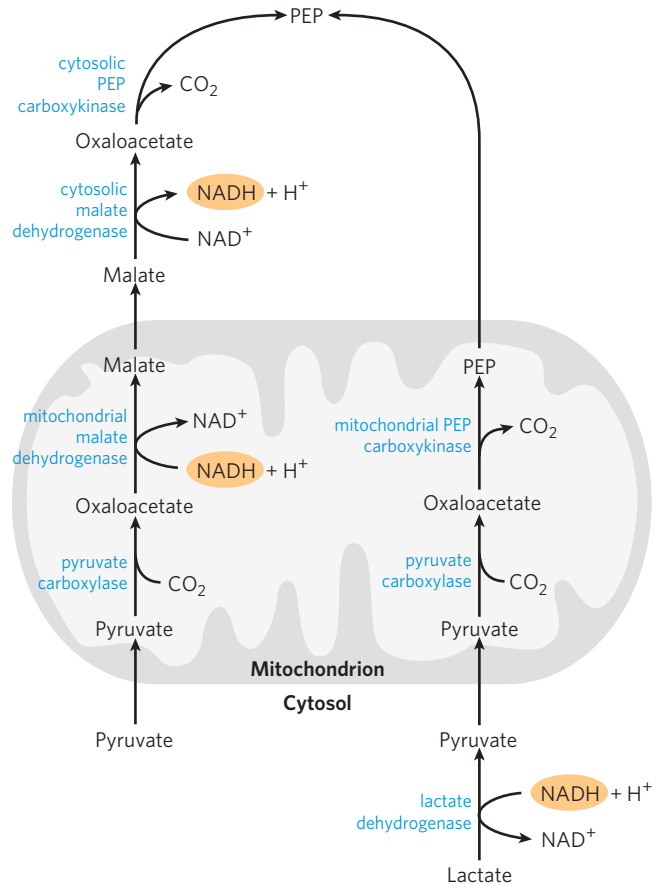 PEP
cytosolic
PEP
carboxykinase
CO₂
Oxaloacetate
cytosolic
malate
dehydrogenase
NADH + H⁺
NAD⁺
Malate
Malate
mitochondrial
malate
dehydrogenase
NAD⁺
NADH + H⁺
Oxaloacetate
pyruvate
carboxylase
CO₂
Pyruvate
Pyruvate
PEP
mitochondrial PEP
carboxykinase
CO₂
Oxaloacetate
pyruvate
carboxylase
CO₂
Pyruvate
Mitochondrion
Cytosol
Pyruvate
lactate
dehydrogenase
NADH + H⁺
NAD⁺
Lactate